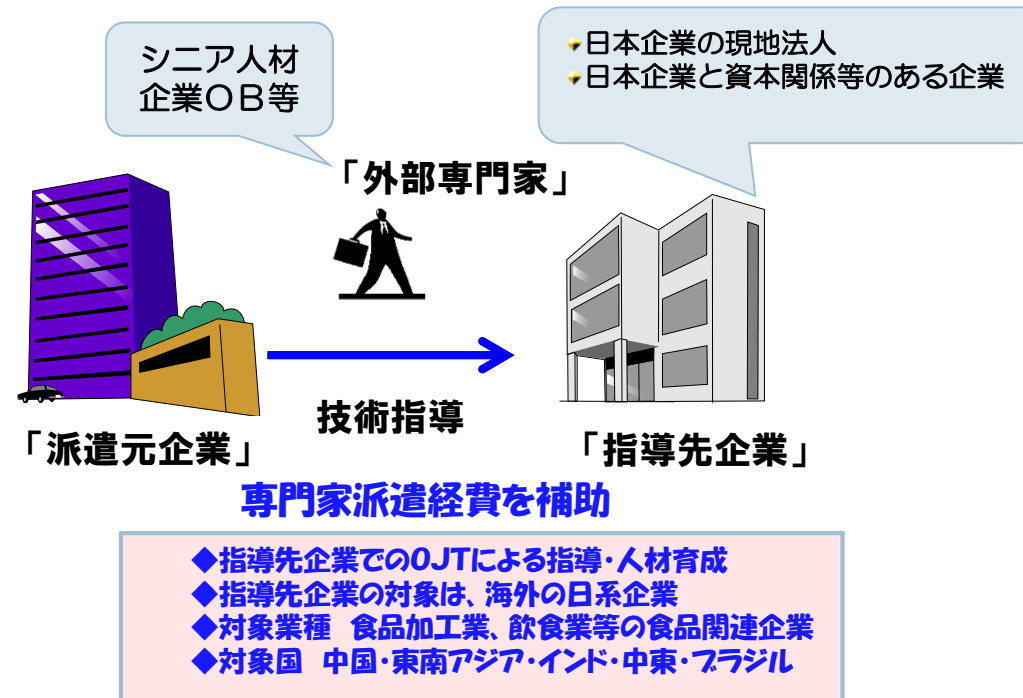 シニア人材
企業OB等
日本企業の現地法人
日本企業と資本関係等のある企業
「外部専門家」
技術指導
「派遣元企業」
「指導先企業」
専門家派遣経費を補助
◆指導先企業でのOJTによる指導・人材育成
◆指導先企業の対象は、海外の日系企業
◆対象業種 食品加工業、飲食業等の食品関連企業
◆対象国 中国・東南アジア・インド・中東・ブラジル